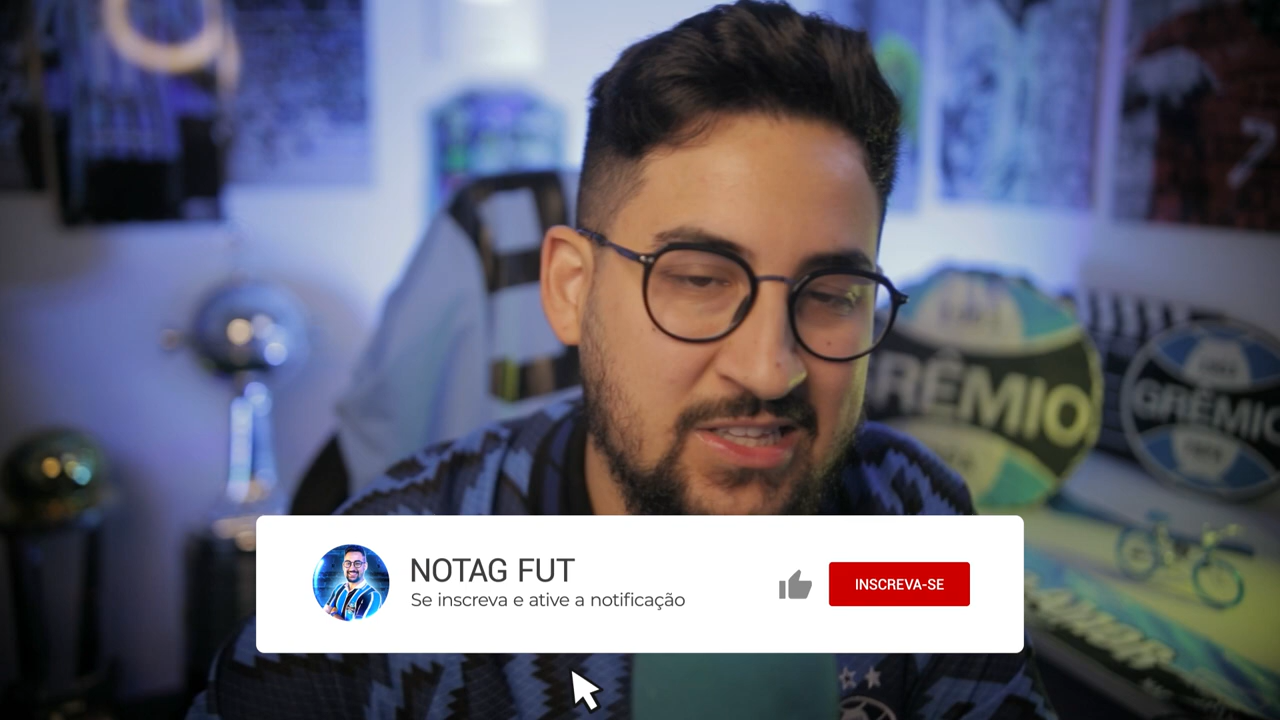 GRÊMIO
GRÊMIO
NOTAG FUT
Se inscreva e ative a notificação
INSCREVA-SE